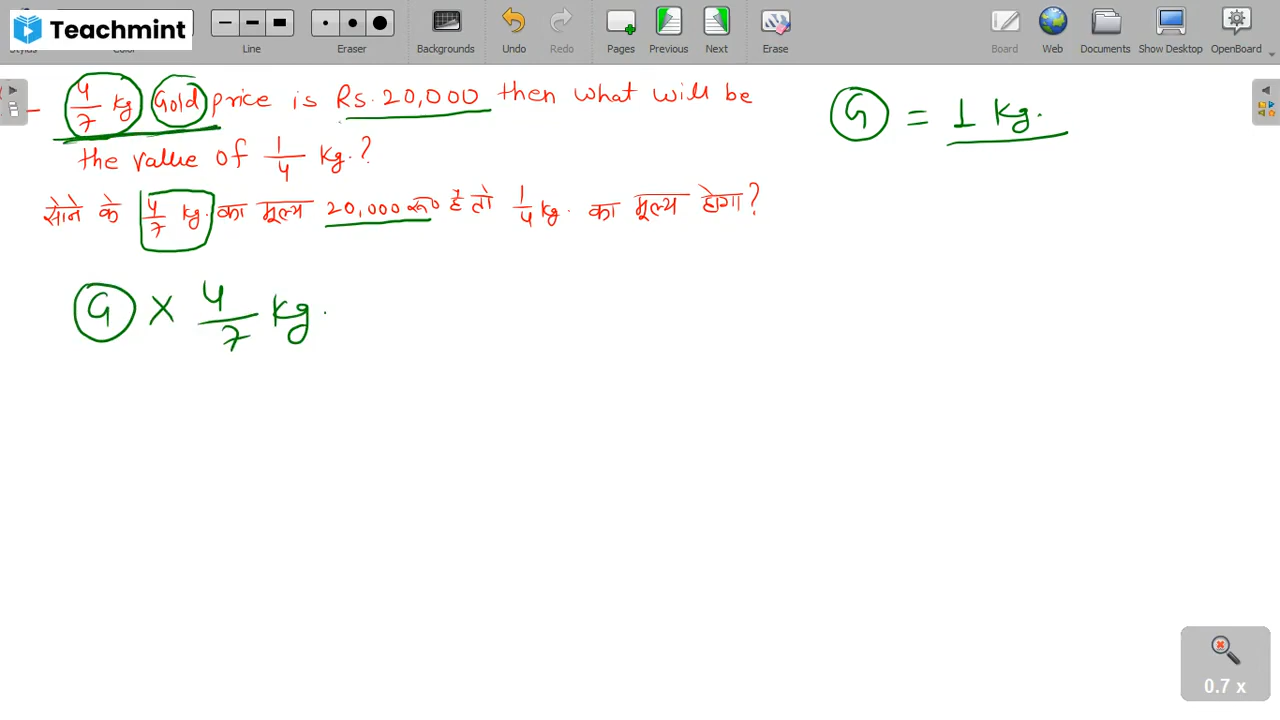 Teachmint
Line
Eraser
Backgrounds
Undo
Redo
Pages
Previous
Next
Erase
Board
Web
Documents
Show Desktop
OpenBoard
- 4/7 kg Gold price is Rs. 20,000 then what will be
the value of 1/4 kg.?
सोने के 4/7 kg. का मूल्य 20,000 रू० है तो 1/4 kg. का मूल्य होगा?
G = 1 kg.
G × 4/7 kg.
0.7 x